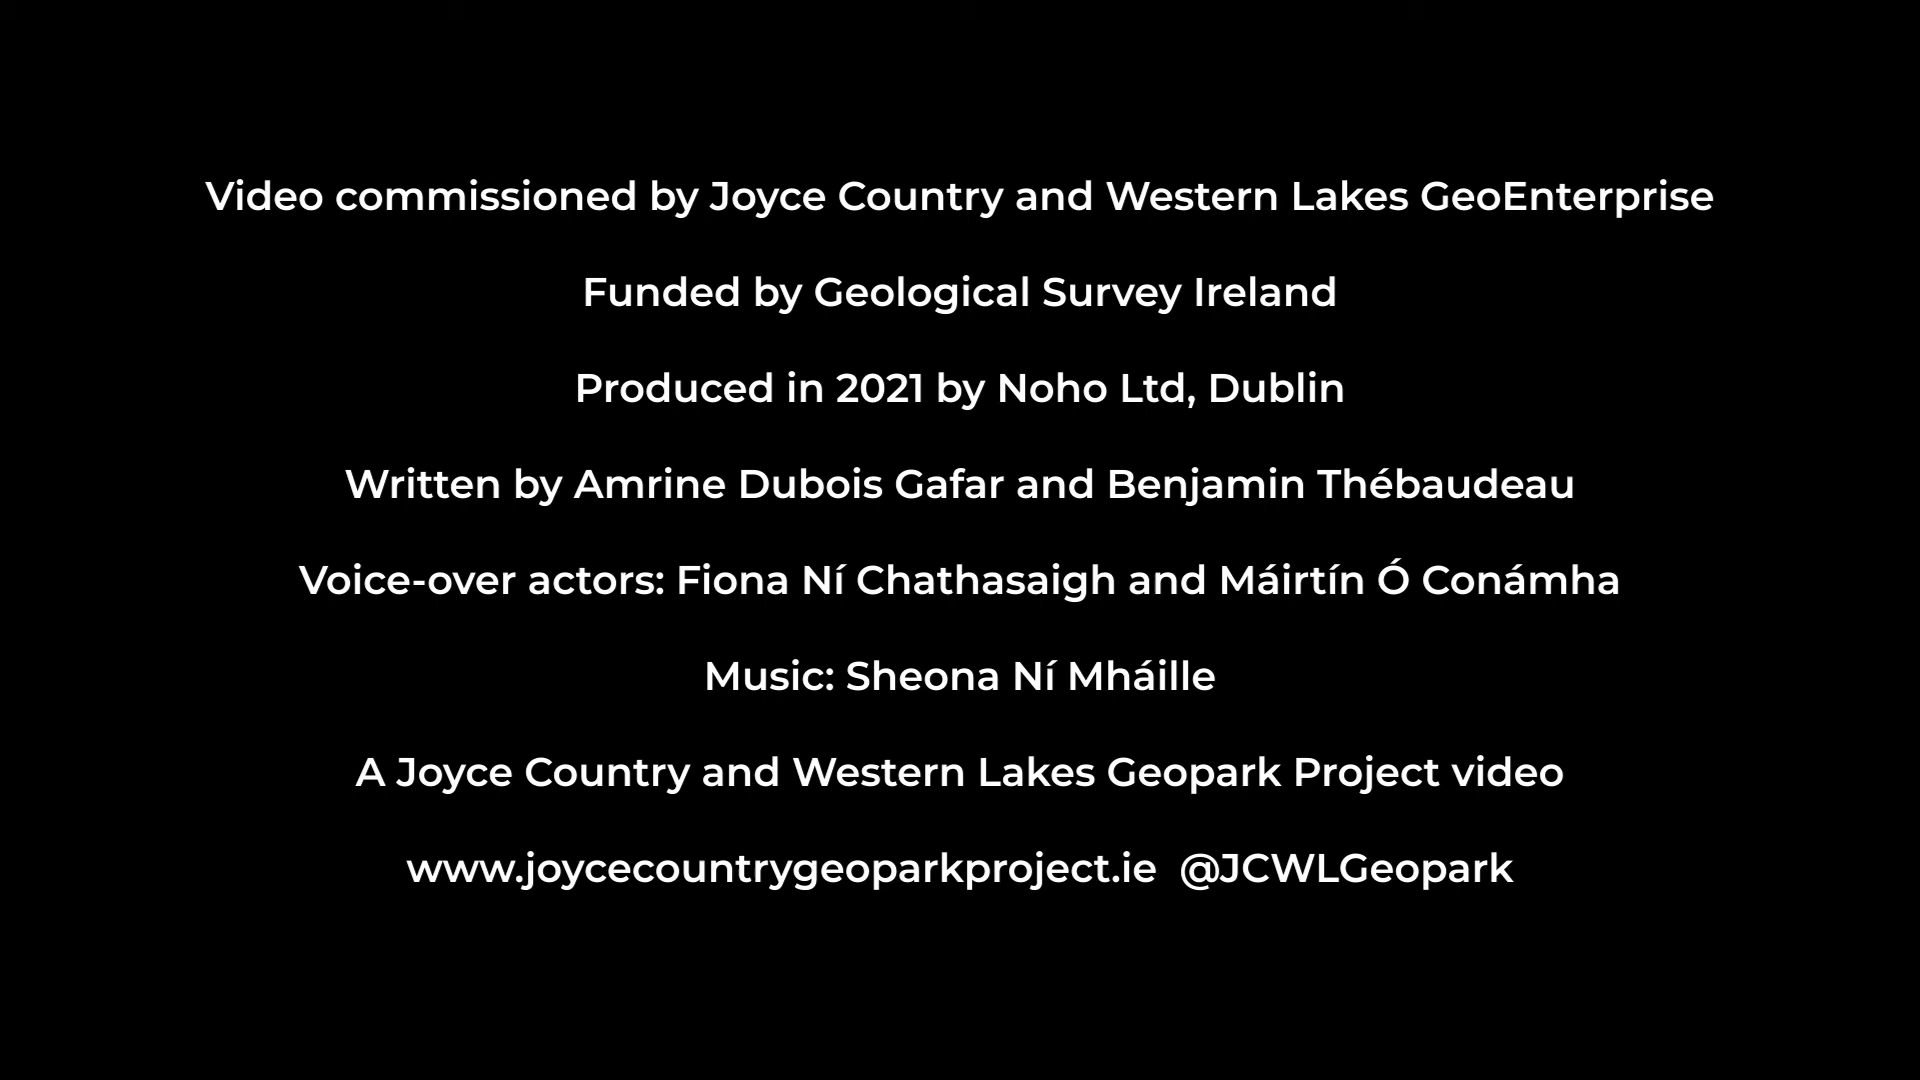 Video commissioned by Joyce Country and Western Lakes GeoEnterprise
Funded by Geological Survey Ireland
Produced in 2021 by Noho Ltd, Dublin
Written by Amrine Dubois Gafar and Benjamin Thébaudeau
Voice-over actors: Fiona Ní Chathasaigh and Máirtín Ó Conámha
Music: Sheona Ní Mháille
A Joyce Country and Western Lakes Geopark Project video
www.joycecountrygeoparkproject.ie @JCWLGeopark